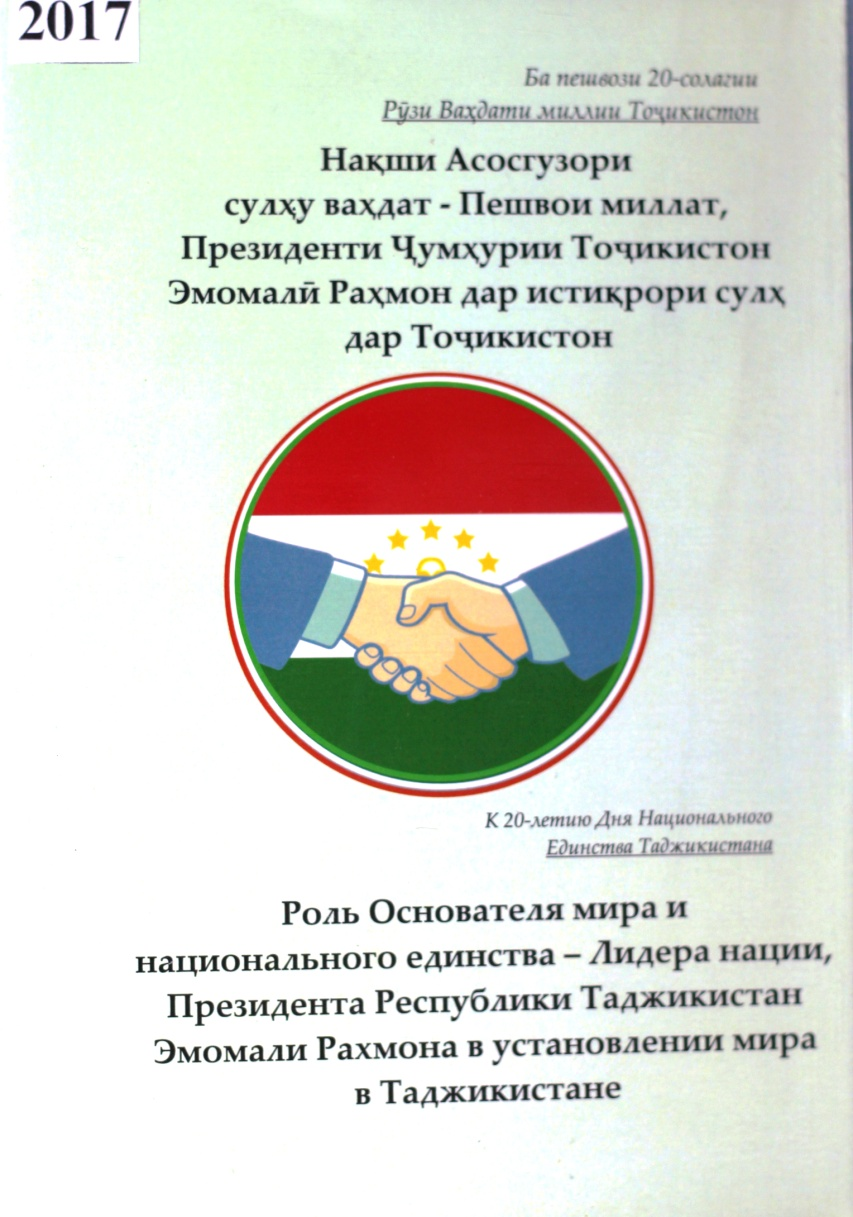 2017
Ба пешвози 20-солагии
Рӯзи Ваҳдати миллии Тоҷикистон
Нақши Асосгузори
сулҳу ваҳдат - Пешвои миллат,
Президенти Ҷумҳурии Тоҷикистон
Эмомалӣ Раҳмон дар истиқрори сулҳ
дар Тоҷикистон
К 20-летию Дня Национального
Единства Таджикистана
Роль Основателя мира и
национального единства – Лидера нации,
Президента Республики Таджикистан
Эмомали Рахмона в установлении мира
в Таджикистане